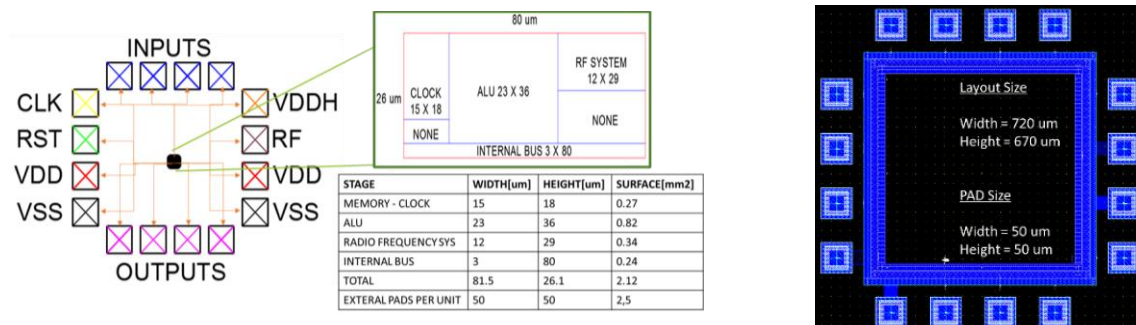 INPUTS
CLK
RST
VDD
VSS
VDDH
RF
VDD
VSS
OUTPUTS
80 um
26 um
CLOCK
15 X 18
NONE
ALU 23 X 36
RF SYSTEM
12 X 29
NONE
INTERNAL BUS 3 X 80
STAGE WIDTH[um] HEIGHT[um] SURFACE[mm2]
MEMORY - CLOCK 15 18 0.27
ALU 23 36 0.82
RADIO FREQUENCY SYS 12 29 0.34
INTERNAL BUS 3 80 0.24
TOTAL 81.5 26.1 2.12
EXTERAL PADS PER UNIT 50 50 2,5
Layout Size
Width = 720 um
Height = 670 um
PAD Size
Width = 50 um
Height = 50 um